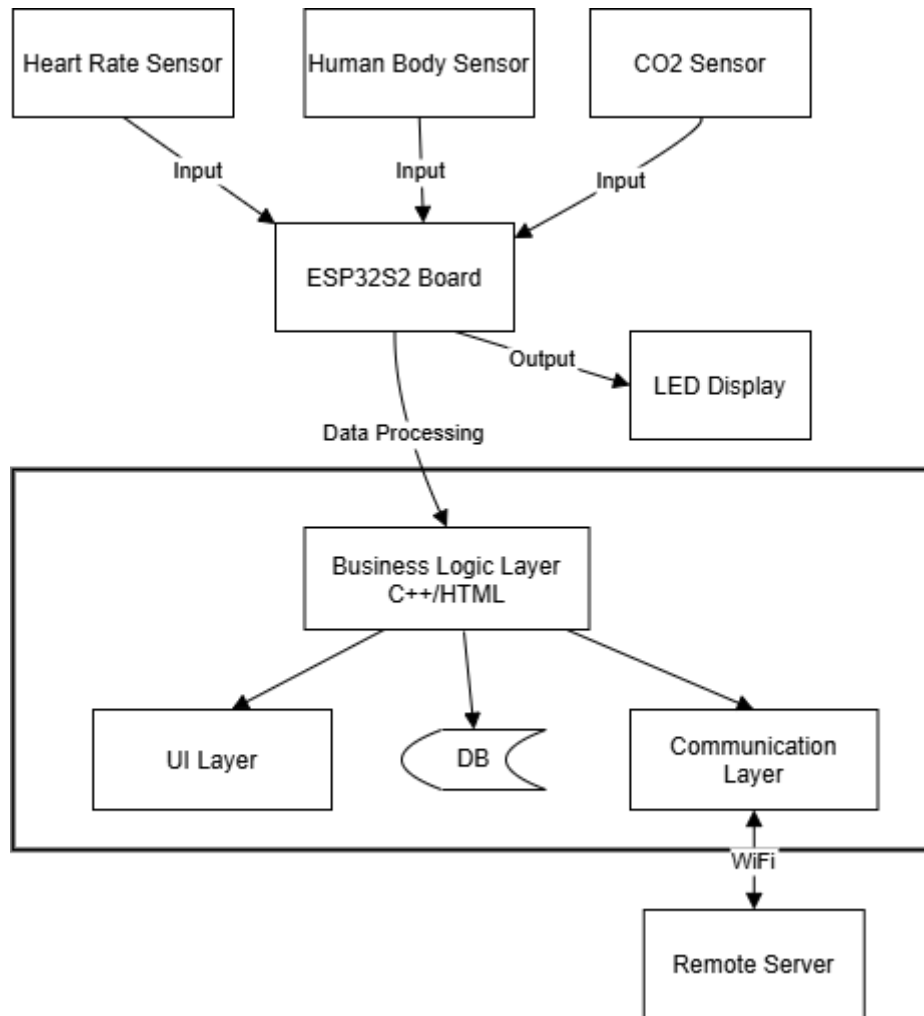 Heart Rate Sensor
Human Body Sensor
CO2 Sensor
Input
Input
Input
ESP32S2 Board
Output
LED Display
Data Processing
Business Logic Layer
C++/HTML
UI Layer
DB
Communication
Layer
WiFi
Remote Server